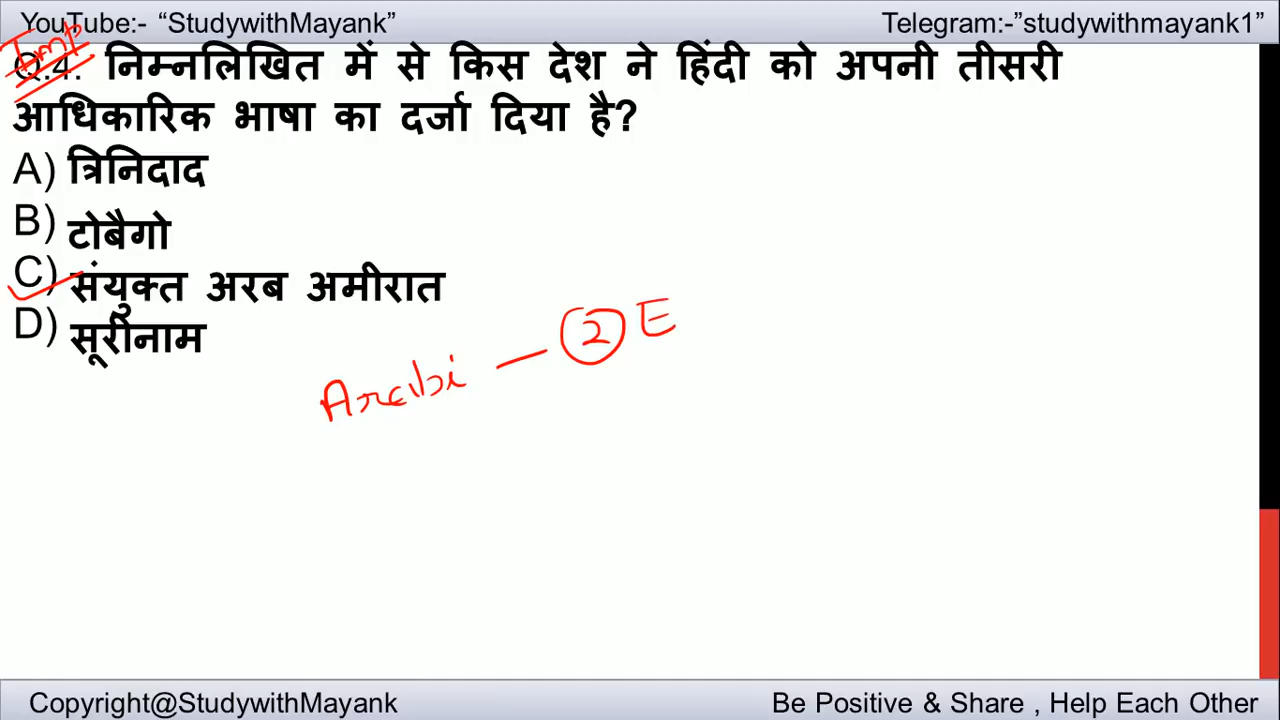 YouTube:- “StudywithMayank” Telegram:-”studywithmayank1”
Imp
Q.4. निम्नलिखित में से किस देश ने हिंदी को अपनी तीसरी
आधिकारिक भाषा का दर्जा दिया है?
A) त्रिनिदाद
B) टोबैगो
C) संयुक्त अरब अमीरात
D) सूरीनाम
Arabi — 2 E
Copyright@StudywithMayank Be Positive & Share , Help Each Other